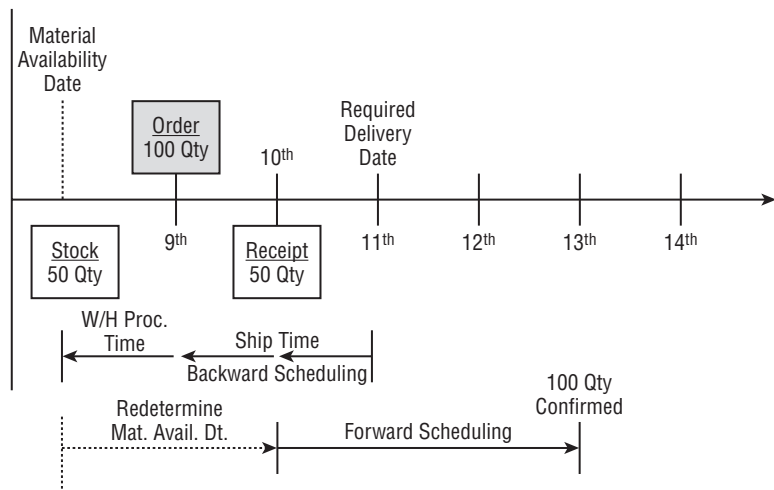 Material
Availability
Date
Order
100 Qty
10th
Required
Delivery
Date
Stock
50 Qty
9th
Receipt
50 Qty
11th
12th
13th
14th
W/H Proc.
Time
Ship Time
Backward Scheduling
100 Qty
Confirmed
Redetermine
Mat. Avail. Dt.
Forward Scheduling